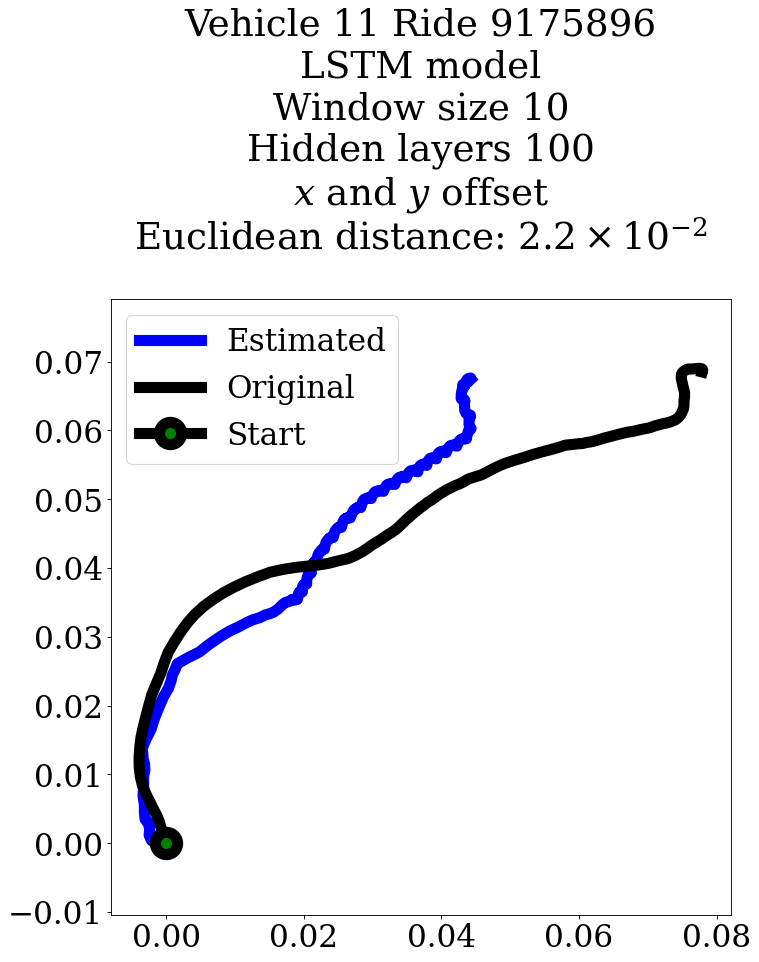 Vehicle 11 Ride 9175896
LSTM model
Window size 10
Hidden layers 100
x and y offset
Euclidean distance: 2.2 × 10⁻²
Estimated
Original
Start
0.07
0.06
0.05
0.04
0.03
0.02
0.01
0.00
−0.01
0.00 0.02 0.04 0.06 0.08